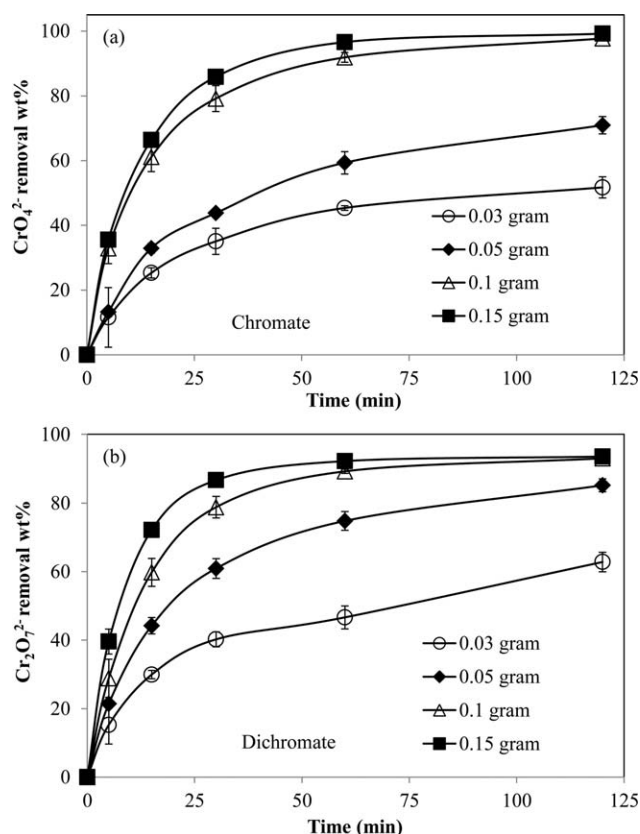 (a)
CrO₄²⁻ removal wt%
100
80
60
40
20
0
0 25 50 75 100 125
Time (min)
Chromate
0.03 gram
0.05 gram
0.1 gram
0.15 gram
(b)
Cr₂O₇²⁻ removal wt%
100
80
60
40
20
0
0 25 50 75 100 125
Time (min)
Dichromate
0.03 gram
0.05 gram
0.1 gram
0.15 gram